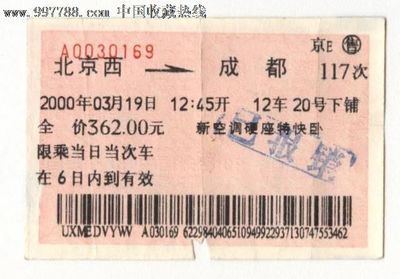 www.997788.com 中国收藏热线
A0030169
京B 售
北京西 → 成都 117次
2000年03月19日 12:45开 12车 20号下铺
全 价362.00元 新空调硬座特快卧
限乘当日当次车
在6日内到有效
已报销
UXMEDVYWV A030169 62298404065109499229371307475534​62